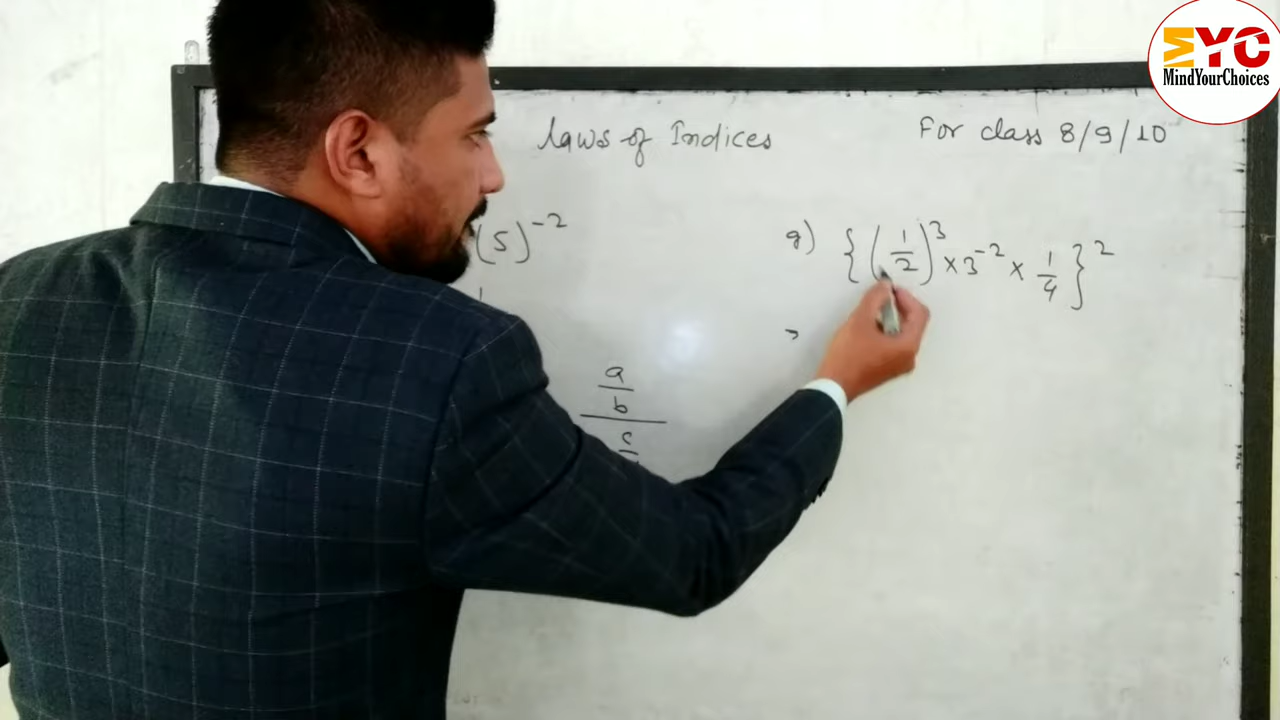 MYC
MindYourChoices
Laws of Indices
For class 8/9/10
(5)^-2
g) {(1/2)^3 × 3^-2 × 1/4}^2
a
b
c